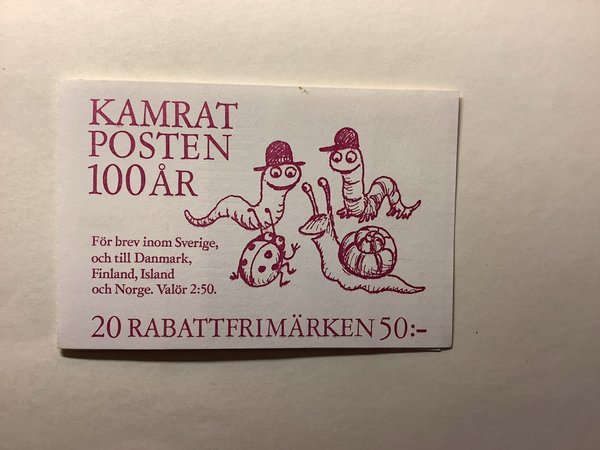 KAMRAT
POSTEN
100 ÅR
För brev inom Sverige,
och till Danmark,
Finland, Island
och Norge. Valör 2:50.
20 RABATTFRIMÄRKEN 50:–